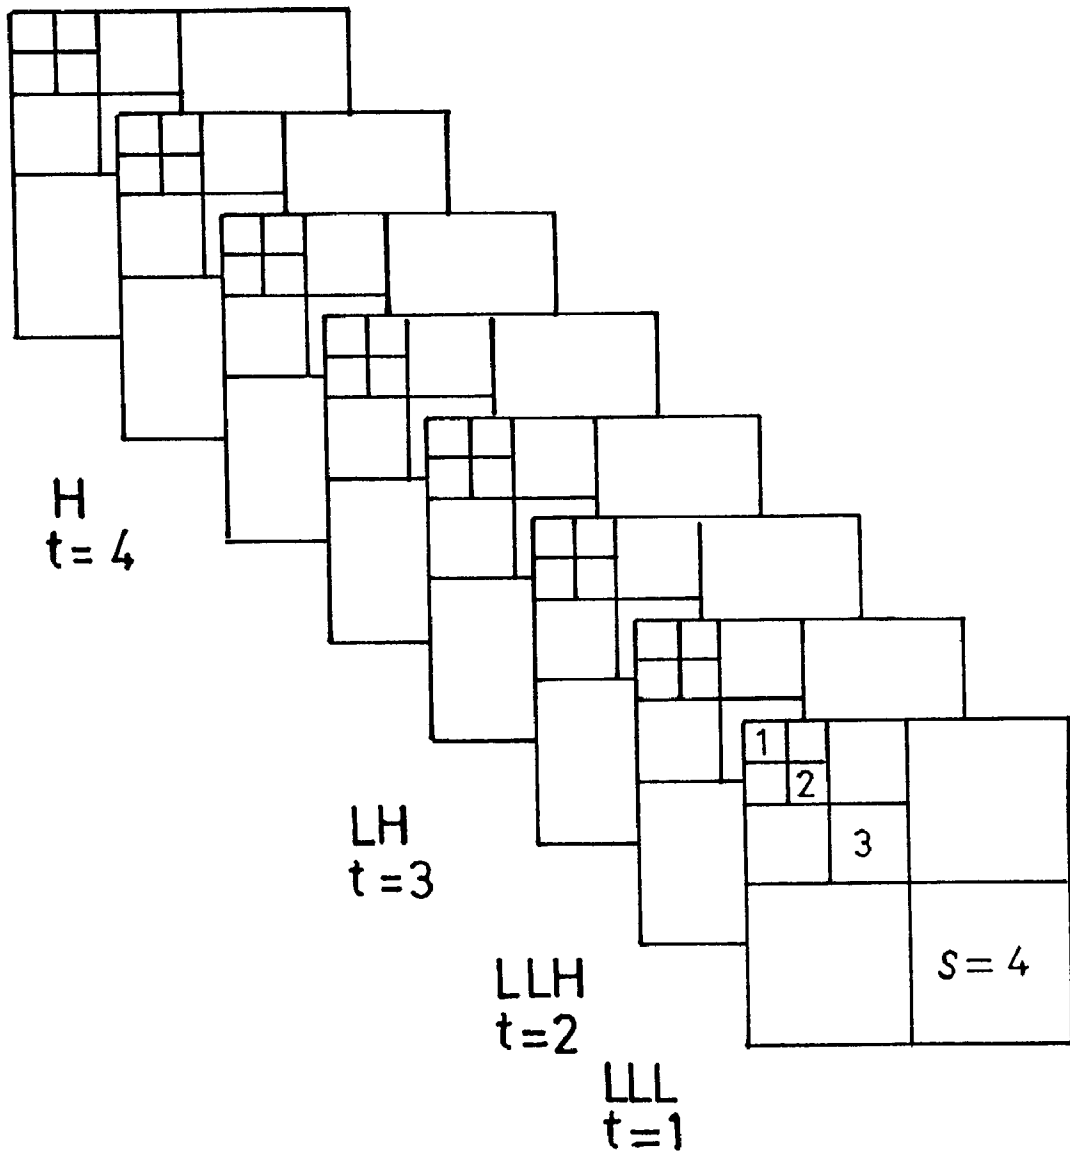 H
t = 4
LH
t = 3
LLH
t = 2
LLL
t = 1
1
2
3
s = 4